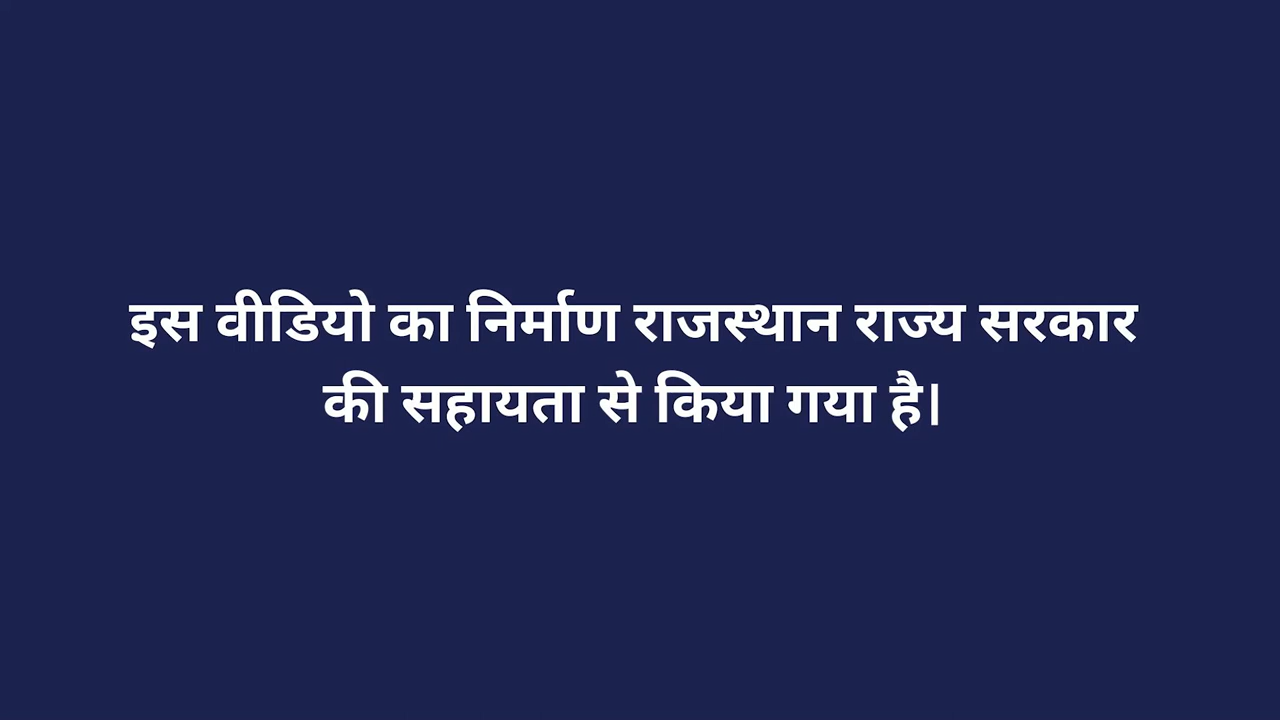 इस वीडियो का निर्माण राजस्थान राज्य सरकार
की सहायता से किया गया है।